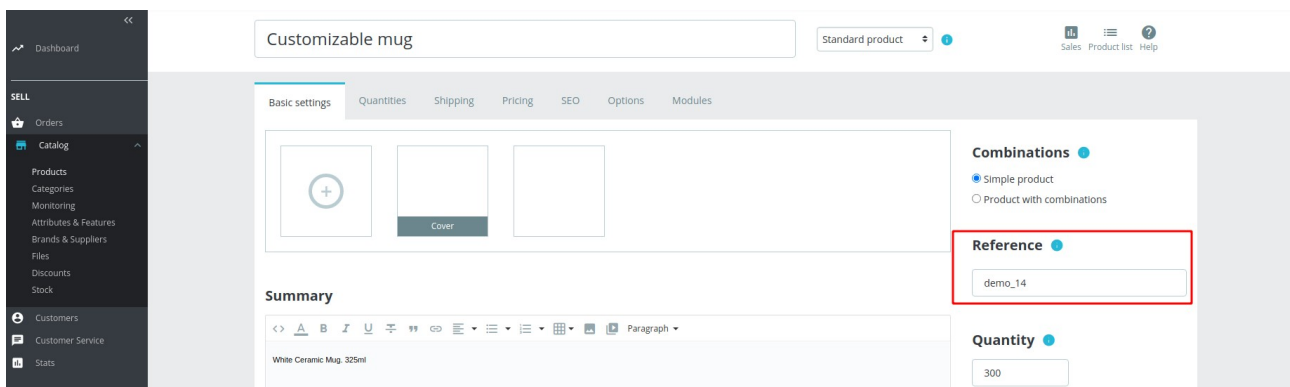 Dashboard
SELL
Orders
Catalog
Products
Categories
Monitoring
Attributes & Features
Brands & Suppliers
Files
Discounts
Stock
Customers
Customer Service
Stats
Customizable mug
Standard product
Sales Product list Help
Basic settings Quantities Shipping Pricing SEO Options Modules
Cover
Summary
Paragraph
White Ceramic Mug. 325ml
Combinations
Simple product
Product with combinations
Reference
demo_14
Quantity
300